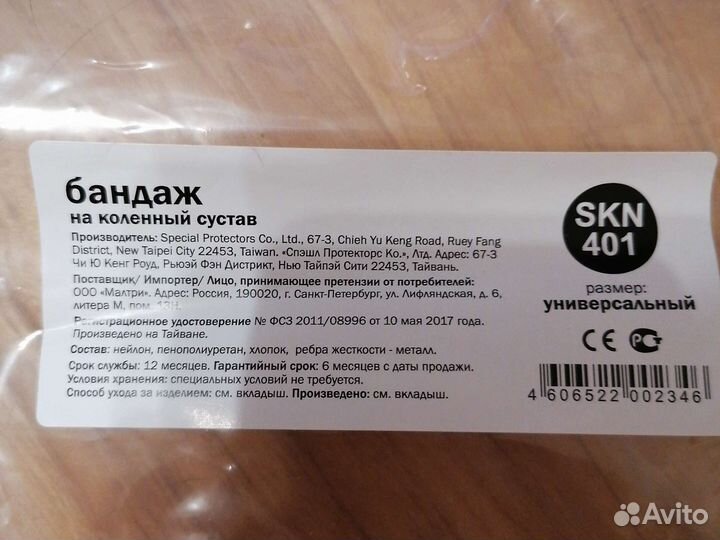 бандаж
на коленный сустав
Производитель: Special Protectors Co., Ltd., 67-3, Chieh Yu Keng Road, Ruey Fang
District, New Taipei City 22453, Taiwan. «Спэшл Протекторс Ко.», Лтд. Адрес: 67-3
Чи Ю Кенг Роуд, Рьюэй Фэн Дистрикт, Нью Тайпэй Сити 22453, Тайвань.
Поставщик/ Импортер/ Лицо, принимающее претензии от потребителей:
ООО «Малтри». Адрес: Россия, 190020, г. Санкт-Петербург, ул. Лифляндская, д. 6,
литера М, пом. 13Н.
Регистрационное удостоверение № ФСЗ 2011/08996 от 10 мая 2017 года.
Произведено на Тайване.
Состав: нейлон, пенополиуретан, хлопок, ребра жесткости - металл.
Срок службы: 12 месяцев. Гарантийный срок: 6 месяцев с даты продажи.
Условия хранения: специальных условий не требуется.
Способ ухода за изделием: см. вкладыш. Произведено: см. вкладыш.
SKN
401
размер:
универсальный
CE РСТ
4 606522 002346
Avito